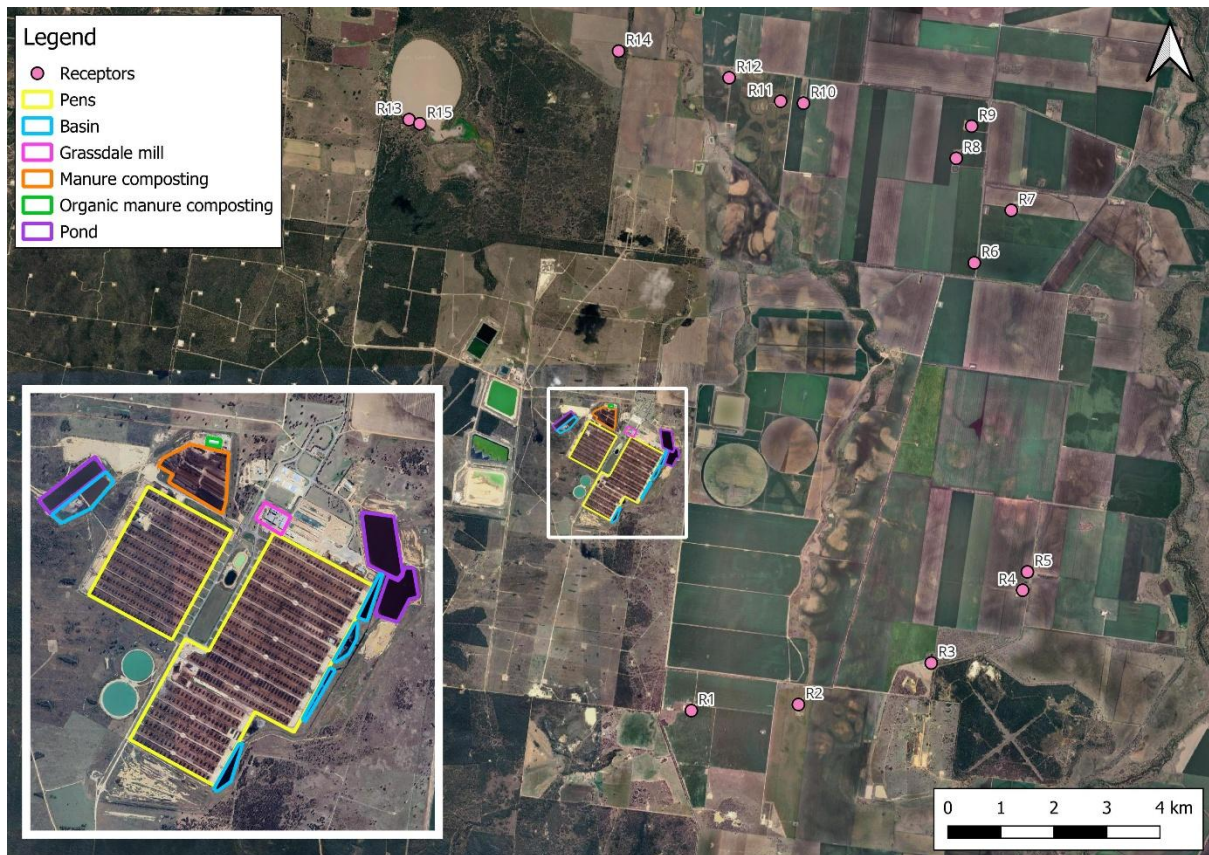 Legend
Receptors
Pens
Basin
Grassdale mill
Manure composting
Organic manure composting
Pond
R14
R12
R11
R10
R13
R15
R9
R8
R7
R6
R5
R4
R3
R1
R2
0 1 2 3 4 km